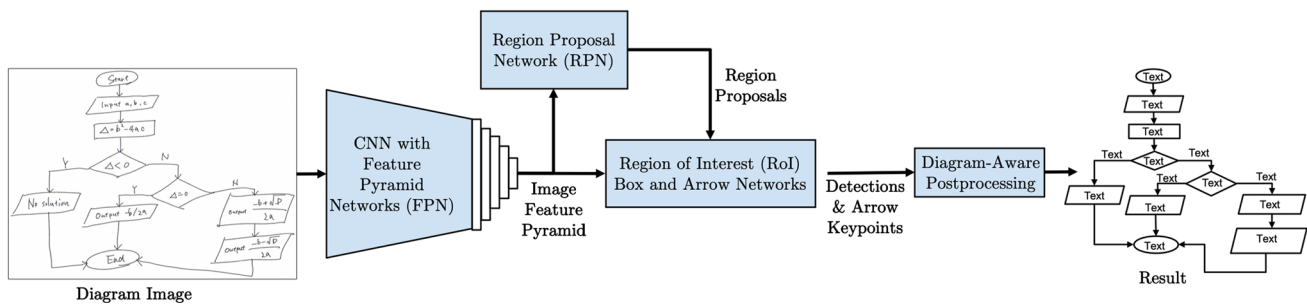 Start
Input a,b,c
Δ=b²-4ac
Δ<0
Y
N
Δ=0
Y
N
No solution
Output -b/2a
Output -b+√D/2a
Output -b-√D/2a
End
Diagram Image
CNN with
Feature
Pyramid
Networks (FPN)
Region Proposal
Network (RPN)
Image
Feature
Pyramid
Region
Proposals
Region of Interest (RoI)
Box and Arrow Networks
Detections
& Arrow
Keypoints
Diagram-Aware
Postprocessing
Text
Text
Text
Text
Text
Text
Text
Text
Text
Text
Text
Text
Text
Text
Result